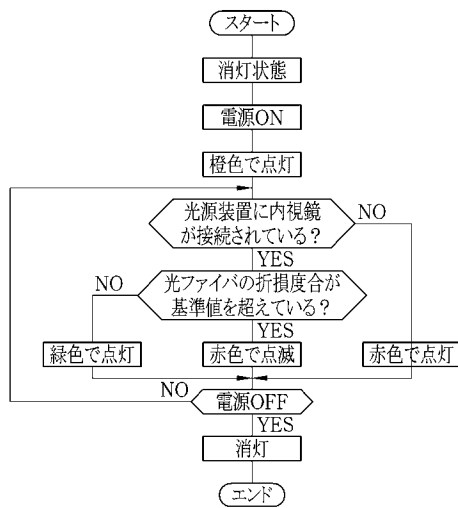 スタート
消灯状態
電源ON
橙色で点灯
光源装置に内視鏡
が接続されている？
NO
YES
光ファイバの折損度合が
基準値を超えている？
NO
YES
緑色で点灯
赤色で点滅
赤色で点灯
NO
電源OFF
YES
消灯
エンド